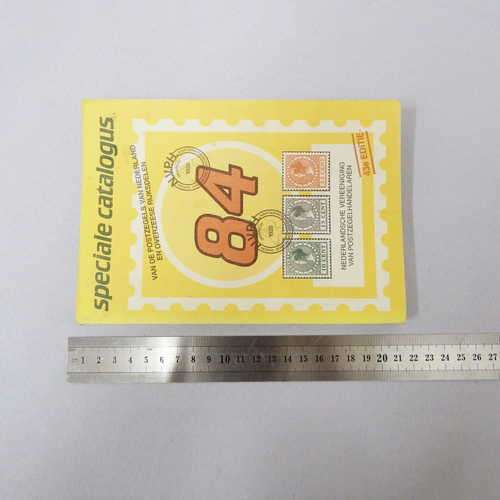 speciale catalogus
VAN DE POSTZEGELS VAN NEDERLAND
EN OVERZEESE RIJKSDELEN
84
N.V.P.H.
N.V.P.H.
43e EDITIE
NEDERLANDSCHE VEREENIGING
VAN POSTZEGELHANDELAREN
1 2 3 4 5 6 7 8 9 10 11 12 13 14 15 16 17 18 19 20 21 22 23 24 25 26 27